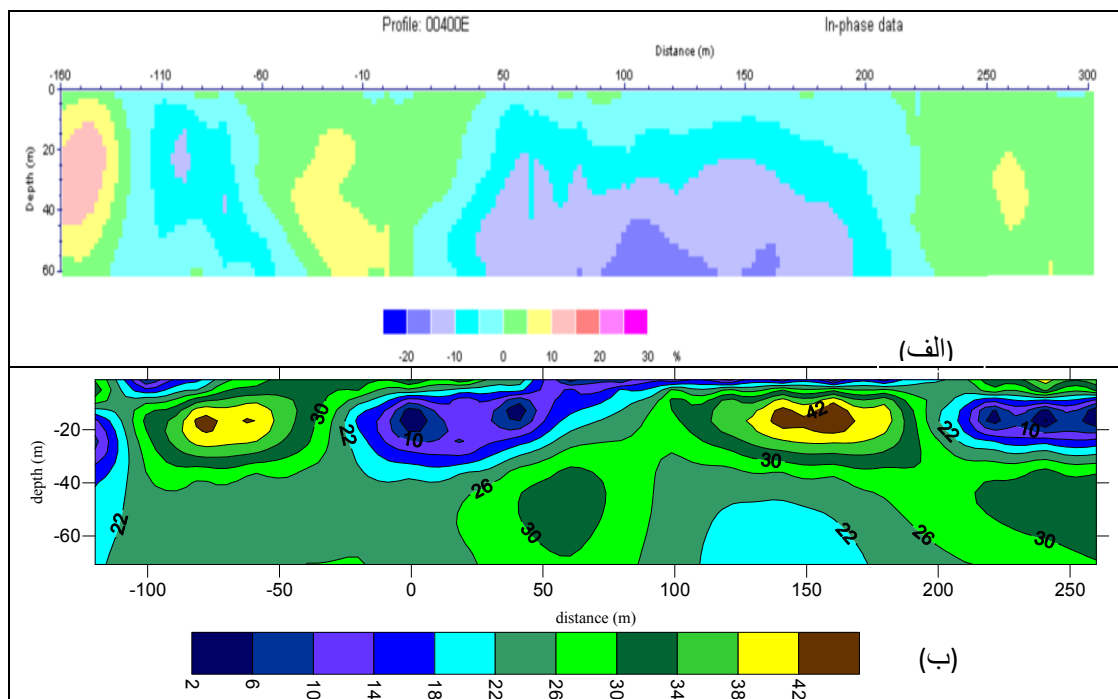 Profile: 00400E In-phase data
Distance (m)
-160 -110 -60 -10 50 100 150 210 250 300
0
20
40
60
Depth (m)
-20 -10 0 10 20 30 %
(الف)
-20
-40
-60
depth (m)
30
22
10
42
22
10
30
26
22
30
22
26
30
-100 -50 0 50 100 150 200 250
distance (m)
2 6 10 14 18 22 26 30 34 38 42
(ب)